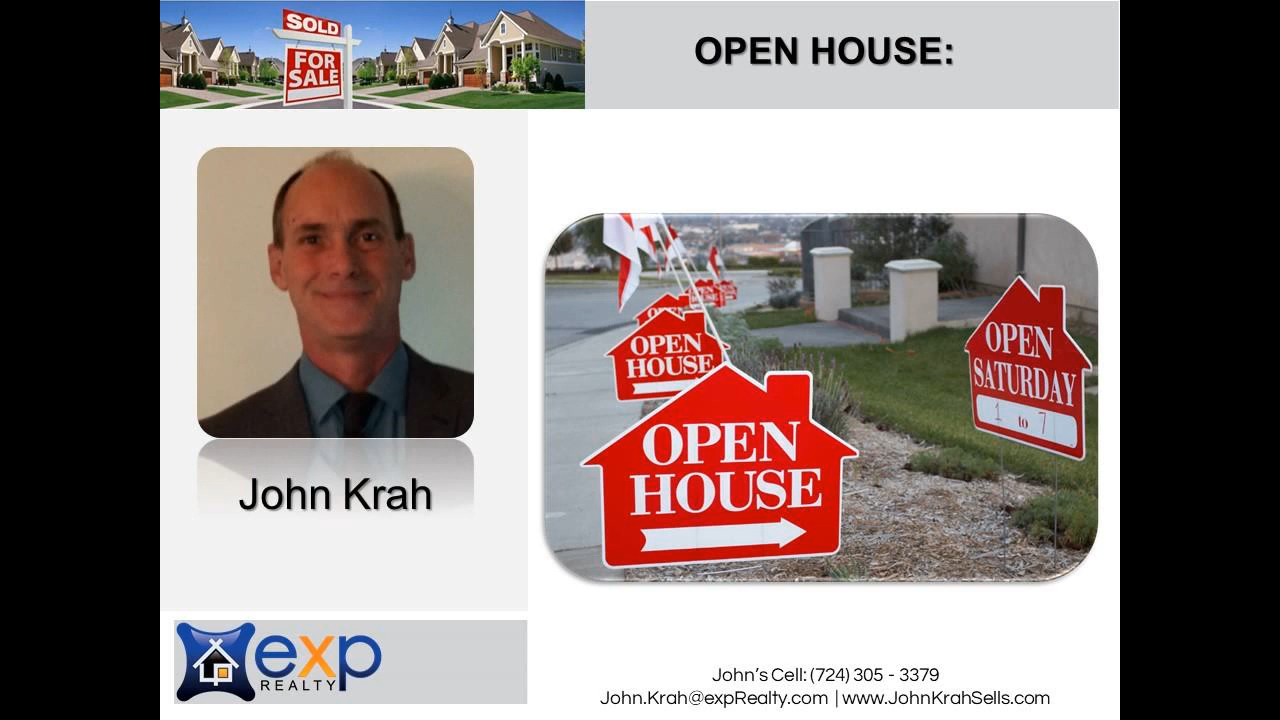 SOLD
FOR
SALE
OPEN HOUSE:
John Krah
OPEN
HOUSE
OPEN
HOUSE
OPEN
SATURDAY
1 to 7
exp
REALTY
John's Cell: (724) 305 - 3379
John.Krah@expRealty.com | www.JohnKrahSells.com